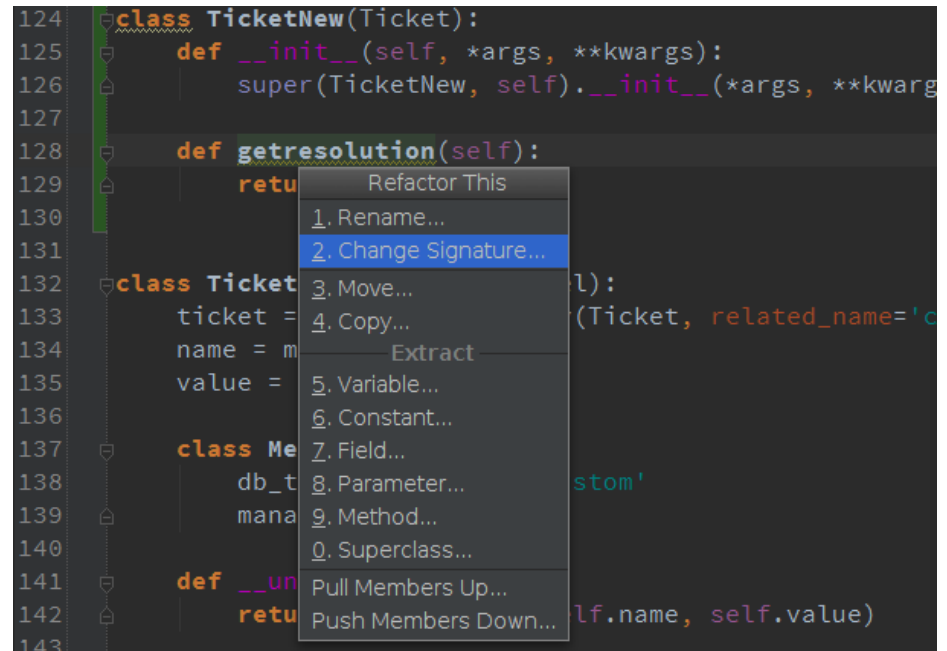 124 class TicketNew(Ticket):
125 def __init__(self, *args, **kwargs):
126 super(TicketNew, self).__init__(*args, **kwarg
127
128 def getresolution(self):
129 retu
Refactor This
130
1. Rename...
131
2. Change Signature...
132 class Ticket l):
3. Move...
133 ticket = (Ticket, related_name='c
4. Copy...
134 name = m
Extract
135 value =
5. Variable...
136
6. Constant...
137 class Me
7. Field...
138 db_t stom'
8. Parameter...
139 mana
9. Method...
140
0. Superclass...
141 def __un
Pull Members Up...
142 retu lf.name, self.value)
Push Members Down...
143